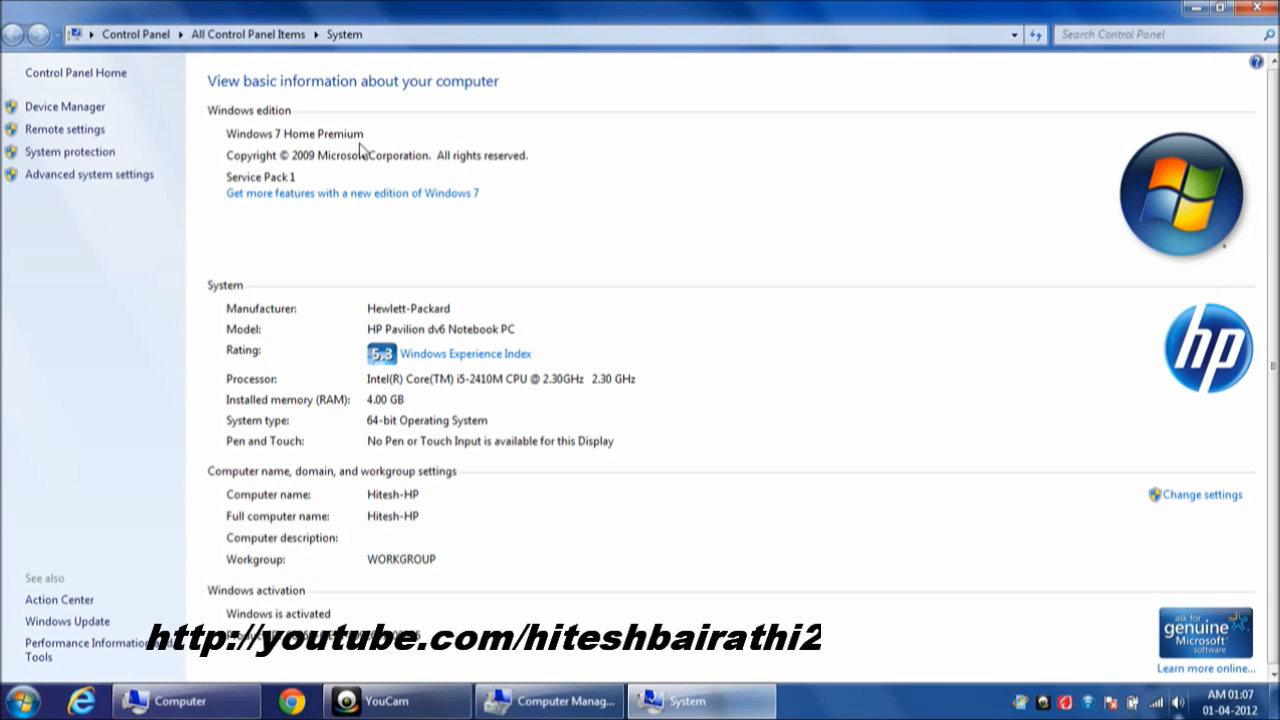 Control Panel ▸ All Control Panel Items ▸ System
Search Control Panel
Control Panel Home
Device Manager
Remote settings
System protection
Advanced system settings
View basic information about your computer
Windows edition
Windows 7 Home Premium
Copyright © 2009 Microsoft Corporation. All rights reserved.
Service Pack 1
Get more features with a new edition of Windows 7
System
Manufacturer: Hewlett-Packard
Model: HP Pavilion dv6 Notebook PC
Rating: 5,3 Windows Experience Index
Processor: Intel(R) Core(TM) i5-2410M CPU @ 2.30GHz 2.30 GHz
Installed memory (RAM): 4.00 GB
System type: 64-bit Operating System
Pen and Touch: No Pen or Touch Input is available for this Display
hp
Computer name, domain, and workgroup settings
Computer name: Hitesh-HP
Change settings
Full computer name: Hitesh-HP
Computer description:
Workgroup: WORKGROUP
Windows activation
Windows is activated
See also
Action Center
Windows Update
Performance Information and
Tools
http://youtube.com/hiteshbairathi2
ask for
genuine
Microsoft
software
Learn more online...
Computer
YouCam
Computer Manag...
System
AM 01:07
01-04-2012